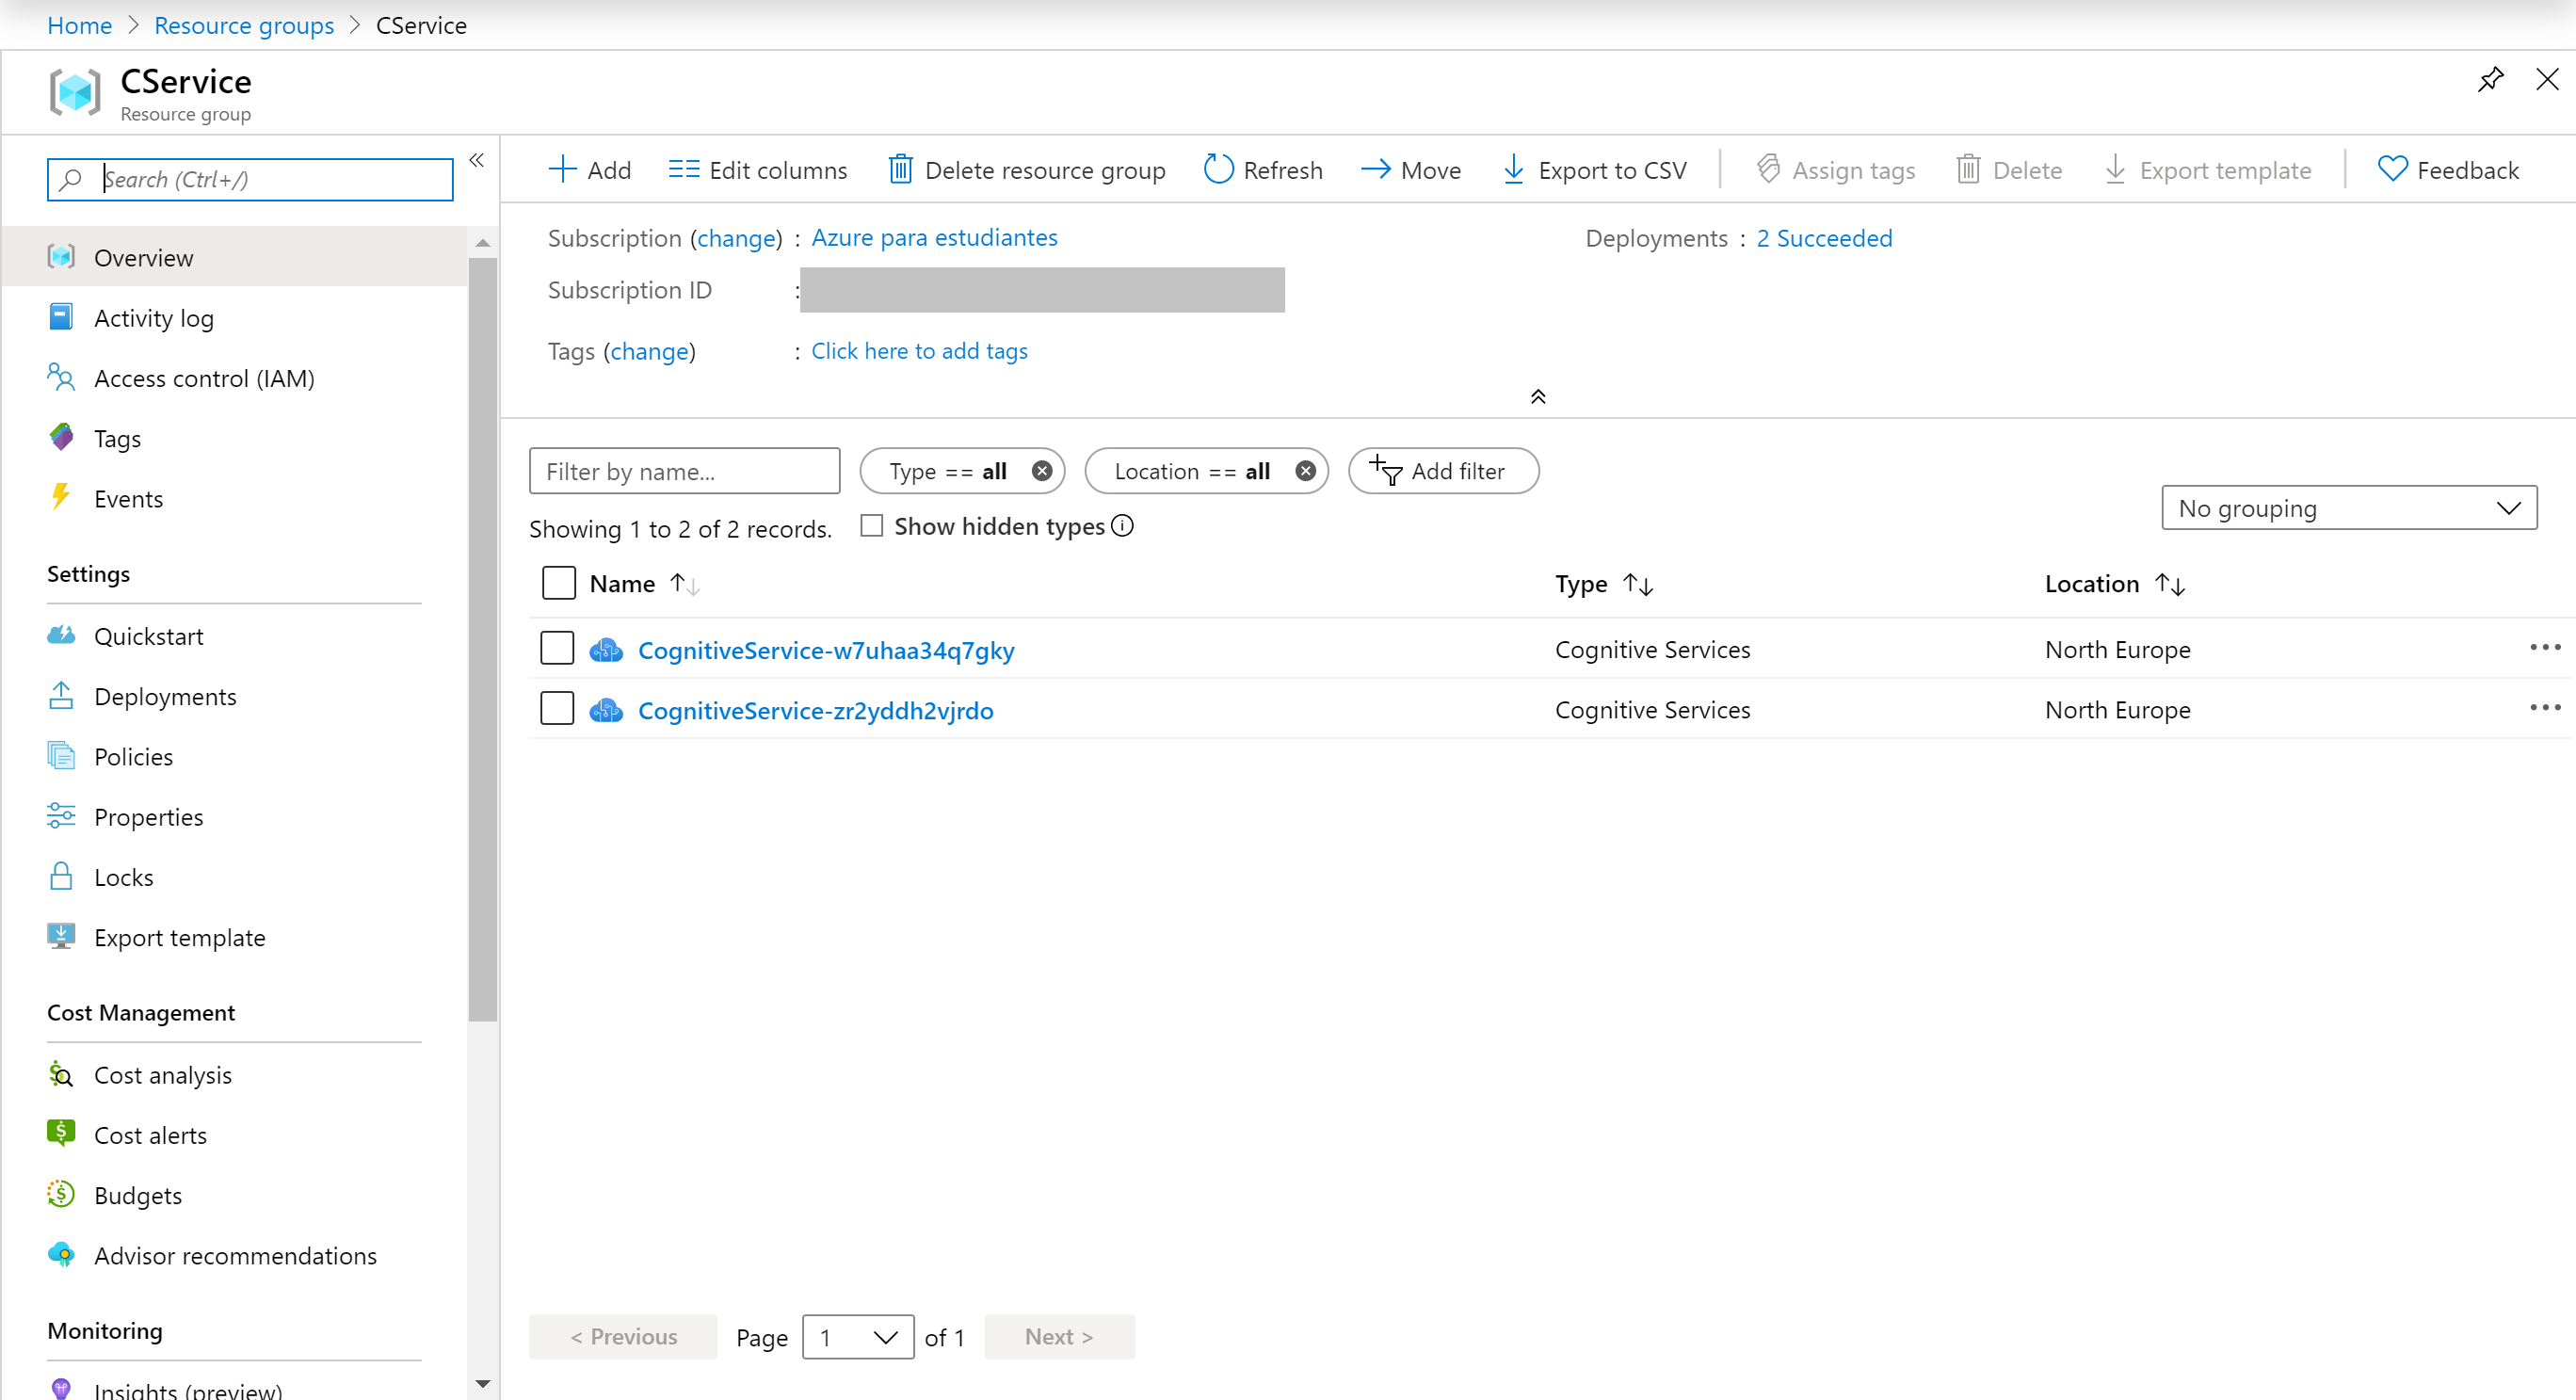 Home > Resource groups > CService
CService
Resource group
Search (Ctrl+/)
«
Overview
Activity log
Access control (IAM)
Tags
Events
Settings
Quickstart
Deployments
Policies
Properties
Locks
Export template
Cost Management
Cost analysis
Cost alerts
Budgets
Advisor recommendations
Monitoring
Insights (preview)
Add Edit columns Delete resource group Refresh Move Export to CSV Assign tags Delete Export template Feedback
Subscription (change) : Azure para estudiantes
Deployments : 2 Succeeded
Subscription ID :
Tags (change) : Click here to add tags
Filter by name... Type == all Location == all Add filter
Showing 1 to 2 of 2 records. Show hidden types
No grouping
Name Type Location
CognitiveService-w7uhaa34q7gky Cognitive Services North Europe ...
CognitiveService-zr2yddh2vjrdo Cognitive Services North Europe ...
< Previous Page 1 of 1 Next >